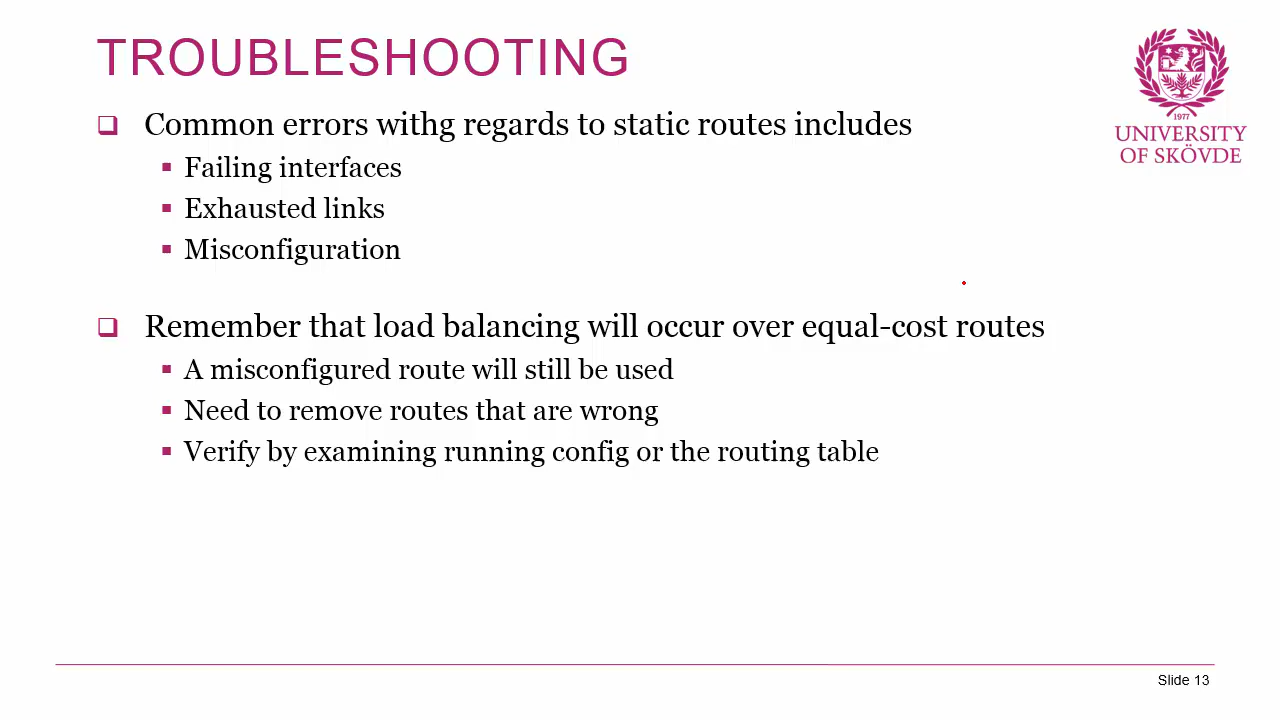 TROUBLESHOOTING
Common errors withg regards to static routes includes
Failing interfaces
Exhausted links
Misconfiguration
Remember that load balancing will occur over equal-cost routes
A misconfigured route will still be used
Need to remove routes that are wrong
Verify by examining running config or the routing table
1977
UNIVERSITY
OF SKÖVDE
Slide 13